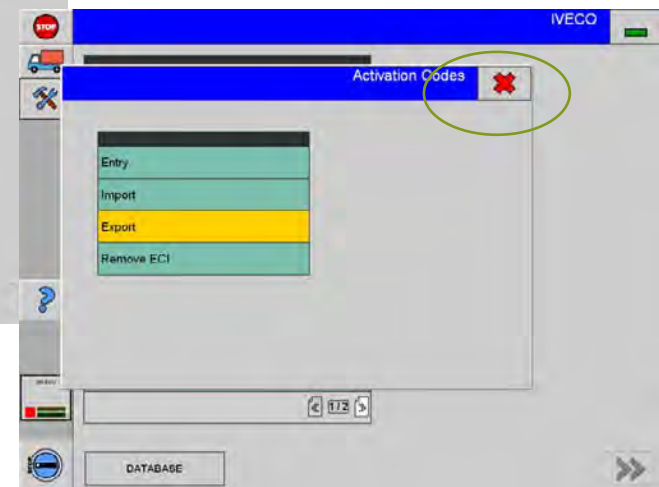 STOP
IVECO
Activation Codes
Entry
Import
Export
Remove ECI
?
1/2
DATABASE